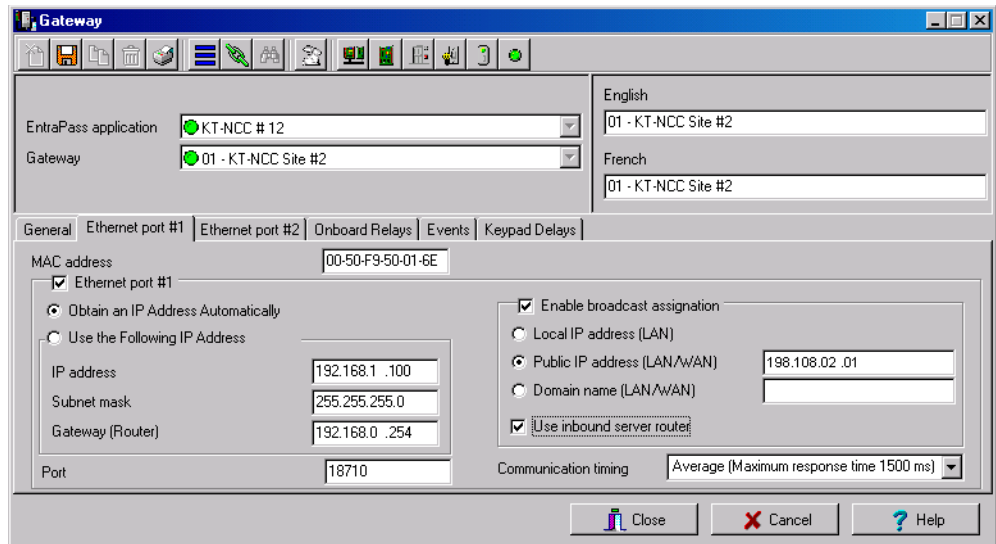 Gateway
English
EntraPass application KT-NCC # 12 01 - KT-NCC Site #2
Gateway 01 - KT-NCC Site #2
French
01 - KT-NCC Site #2
General Ethernet port #1 Ethernet port #2 Onboard Relays Events Keypad Delays
MAC address 00-50-F9-50-01-6E
Ethernet port #1
Obtain an IP Address Automatically
Use the Following IP Address
IP address 192.168.1 .100
Subnet mask 255.255.255.0
Gateway (Router) 192.168.0 .254
Port 18710
Enable broadcast assignation
Local IP address (LAN)
Public IP address (LAN/WAN) 198.108.02 .01
Domain name (LAN/WAN)
Use inbound server router
Communication timing Average (Maximum response time 1500 ms)
Close Cancel Help